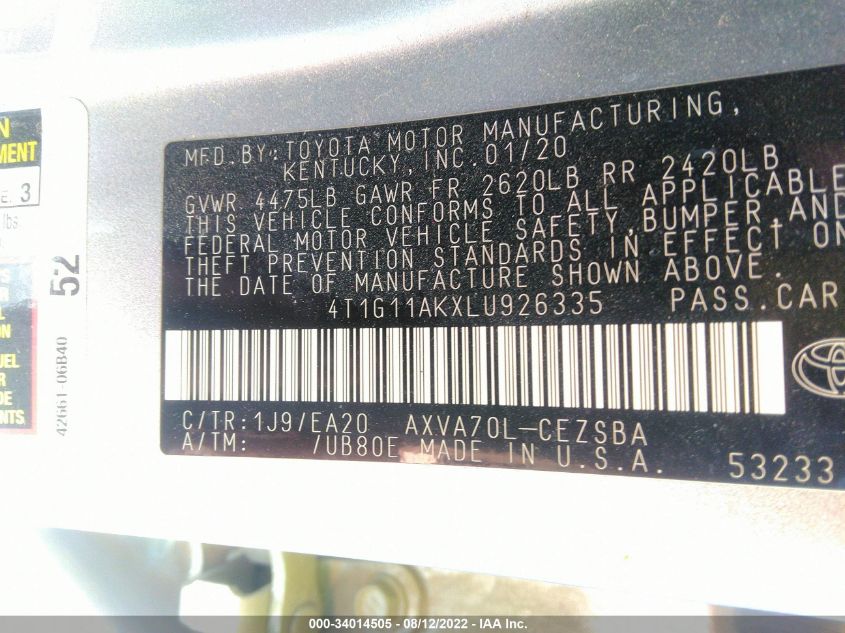 MFD. BY: TOYOTA MOTOR MANUFACTURING,
KENTUCKY, INC. 01/20
GVWR 4475LB GAWR FR 2620LB RR 2420LB
THIS VEHICLE CONFORMS TO ALL APPLICABLE
FEDERAL MOTOR VEHICLE SAFETY, BUMPER, AND
THEFT PREVENTION STANDARDS IN EFFECT ON
THE DATE OF MANUFACTURE SHOWN ABOVE.
4T1G11AKXLU926335 PASS. CAR
C/TR: 1J9/EA20 AXVA70L-CEZSBA
A/TM: /UB80E MADE IN U.S.A.
53233
MENT
3
lbs
52
42661-06B40
000-34014505 - 08/12/2022 - IAA Inc.